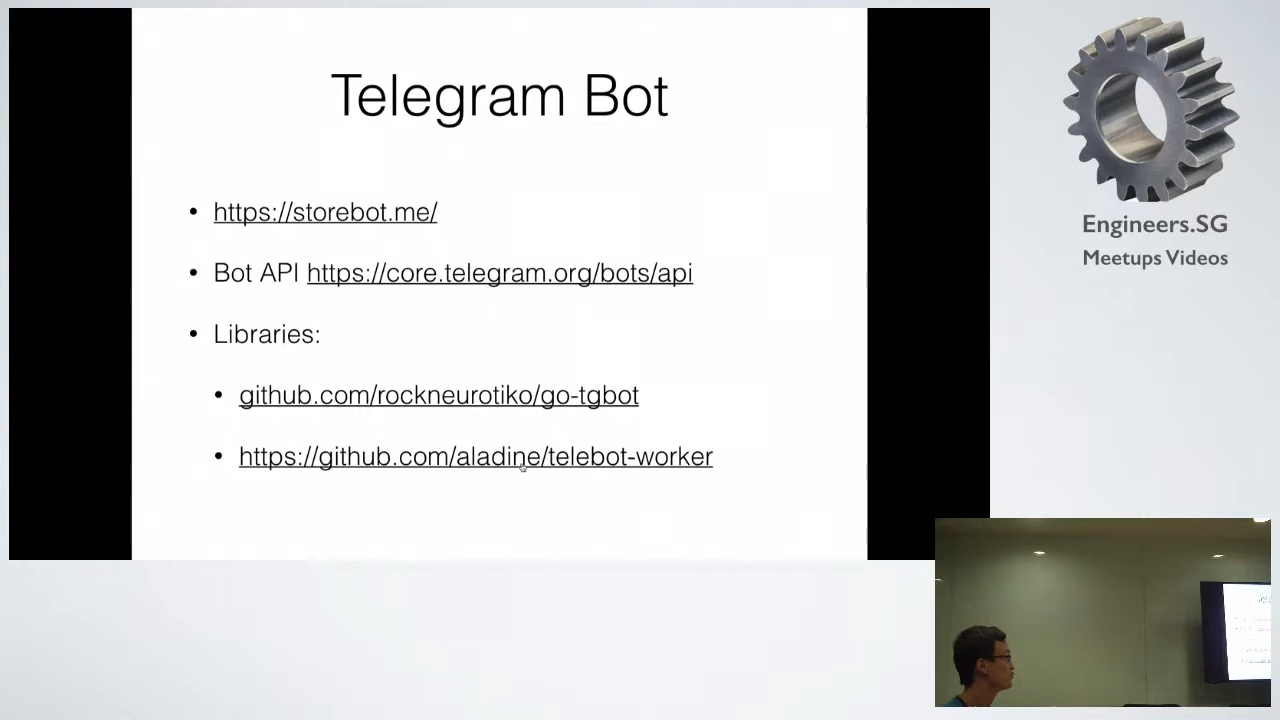 Telegram Bot
• https://storebot.me/
• Bot API https://core.telegram.org/bots/api
• Libraries:
• github.com/rockneurotiko/go-tgbot
• https://github.com/aladine/telebot-worker
Engineers.SG
Meetups Videos